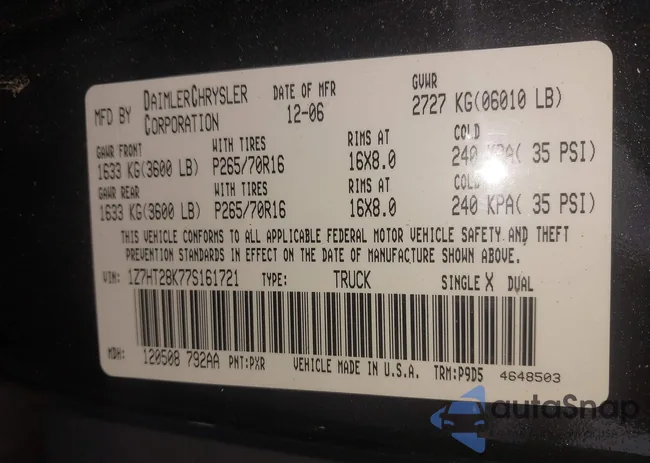 MFD BY DAIMLERCHRYSLER CORPORATION DATE OF MFR 12-06 GVWR 2727 KG(06010 LB)
GAWR FRONT WITH TIRES RIMS AT COLD
1633 KG(3600 LB) P265/70R16 16X8.0 240 KPA( 35 PSI)
GAWR REAR WITH TIRES RIMS AT COLD
1633 KG(3600 LB) P265/70R16 16X8.0 240 KPA( 35 PSI)
THIS VEHICLE CONFORMS TO ALL APPLICABLE FEDERAL MOTOR VEHICLE SAFETY AND THEFT
PREVENTION STANDARDS IN EFFECT ON THE DATE OF MANUFACTURE SHOWN ABOVE.
VIN: 1Z7HT28K77S161721 TYPE: TRUCK SINGLE X DUAL
MDH: 120508 792AA PNT:PXR VEHICLE MADE IN U.S.A. TRM:P9D5 4648503
autoSnap